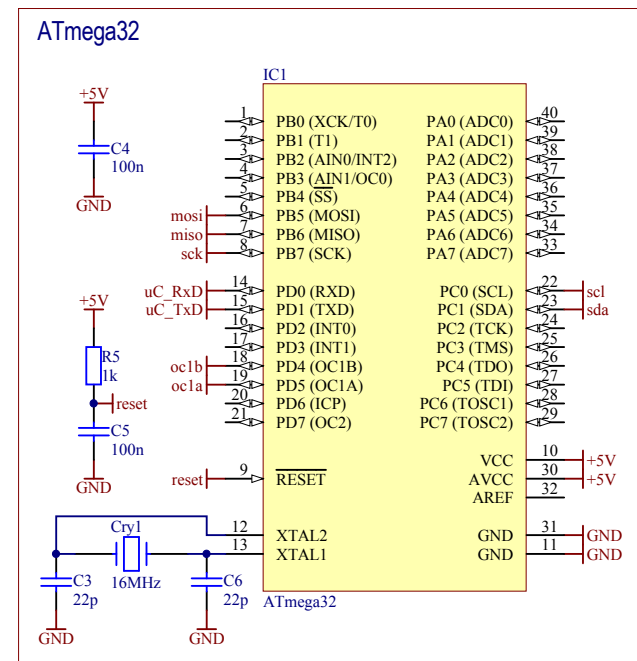 ATmega32
IC1
+5V
C4
100n
GND
1 PB0 (XCK/T0) PA0 (ADC0) 40
2 PB1 (T1) PA1 (ADC1) 39
3 PB2 (AIN0/INT2) PA2 (ADC2) 38
4 PB3 (AIN1/OC0) PA3 (ADC3) 37
5 PB4 (SS) PA4 (ADC4) 36
mosi 6 PB5 (MOSI) PA5 (ADC5) 35
miso 7 PB6 (MISO) PA6 (ADC6) 34
sck 8 PB7 (SCK) PA7 (ADC7) 33
uC_RxD 14 PD0 (RXD) PC0 (SCL) 22 scl
uC_TxD 15 PD1 (TXD) PC1 (SDA) 23 sda
16 PD2 (INT0) PC2 (TCK) 24
17 PD3 (INT1) PC3 (TMS) 25
oc1b 18 PD4 (OC1B) PC4 (TDO) 26
oc1a 19 PD5 (OC1A) PC5 (TDI) 27
20 PD6 (ICP) PC6 (TOSC1) 28
21 PD7 (OC2) PC7 (TOSC2) 29
+5V
R5
1k
reset
C5
100n
GND
VCC 10 +5V
reset 9 RESET AVCC 30 +5V
AREF 32
12 XTAL2 GND 31 GND
13 XTAL1 GND 11 GND
Cry1
16MHz
C3
22p
C6
22p
GND
GND
ATmega32